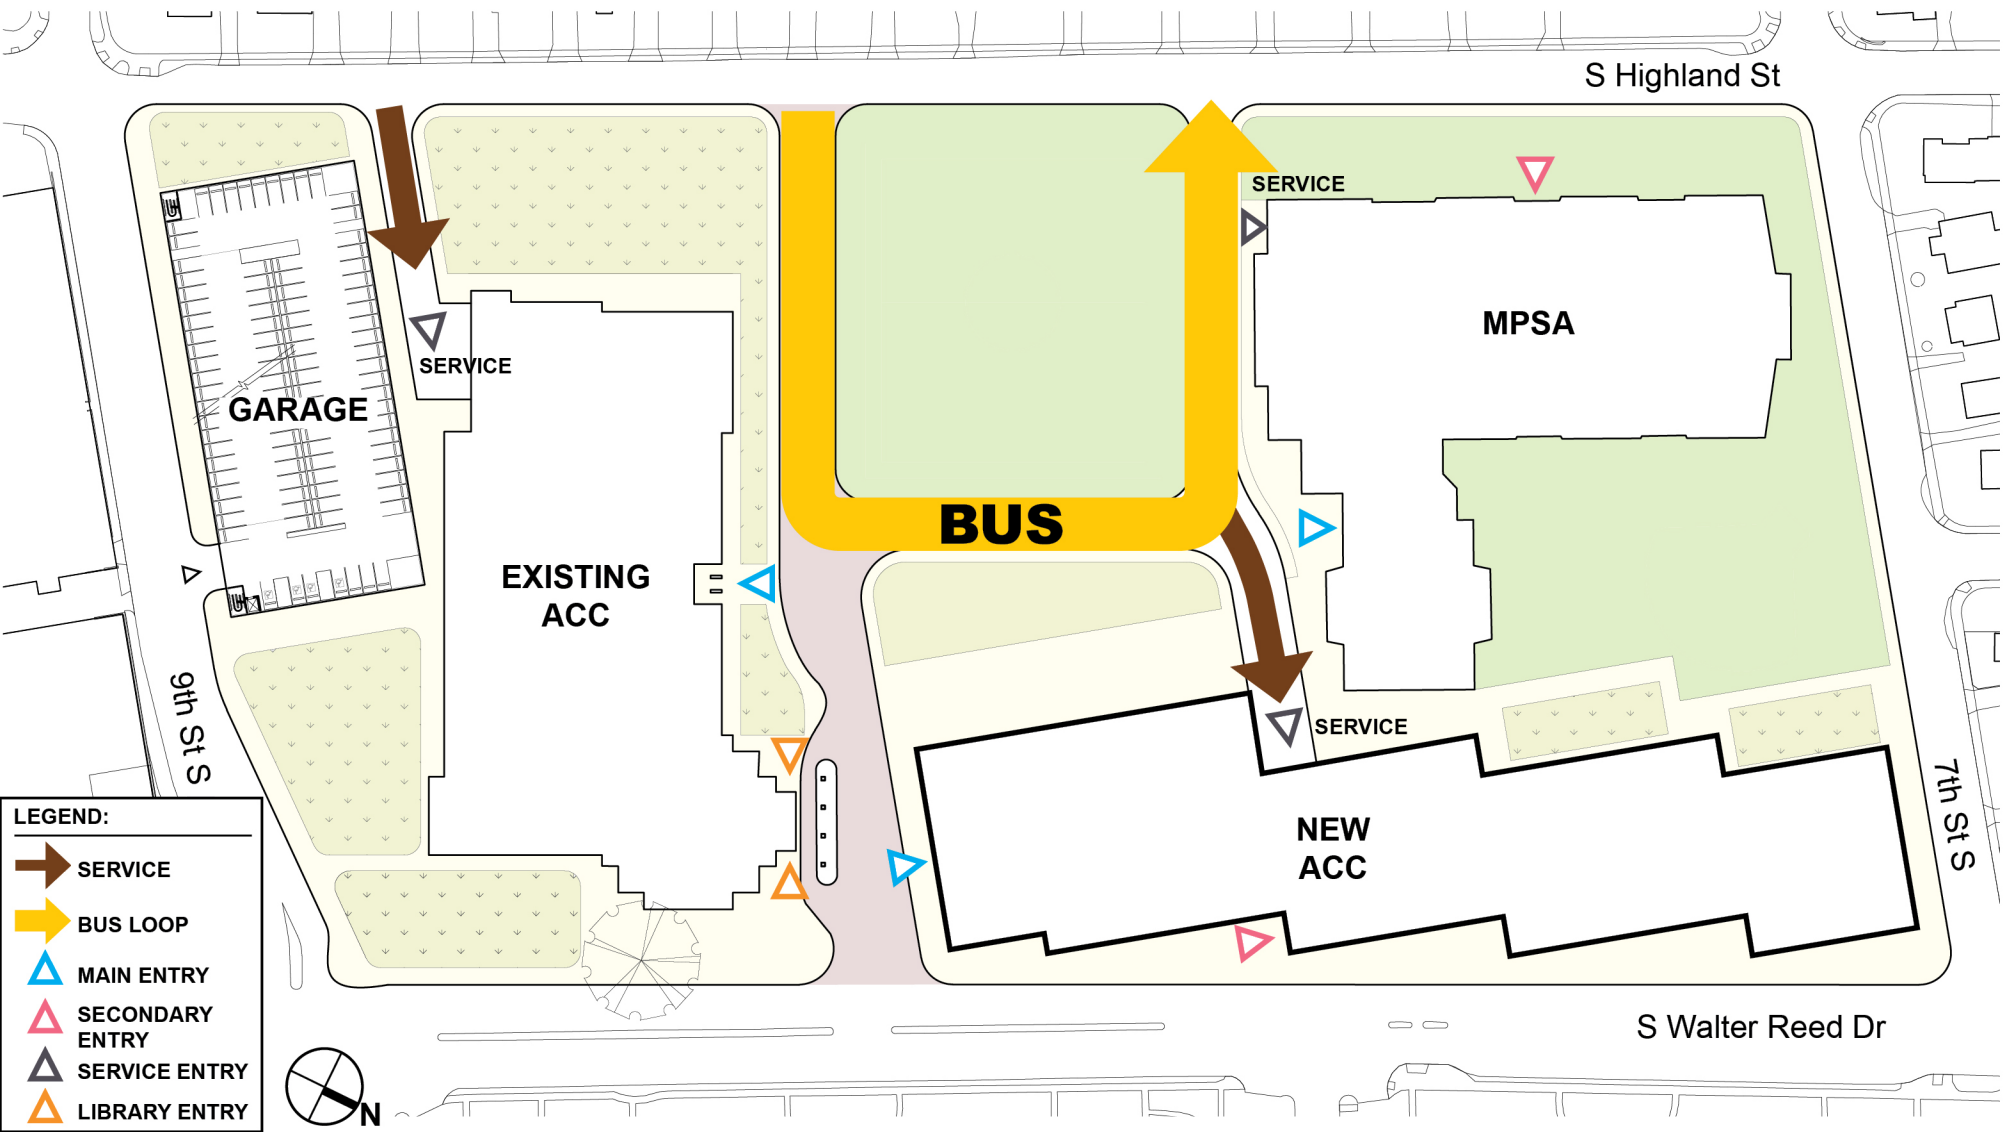 S Highland St
SERVICE
MPSA
SERVICE
GARAGE
BUS
EXISTING
ACC
9th St S
SERVICE
7th St S
NEW
ACC
LEGEND:
SERVICE
BUS LOOP
MAIN ENTRY
SECONDARY
ENTRY
SERVICE ENTRY
LIBRARY ENTRY
N
S Walter Reed Dr